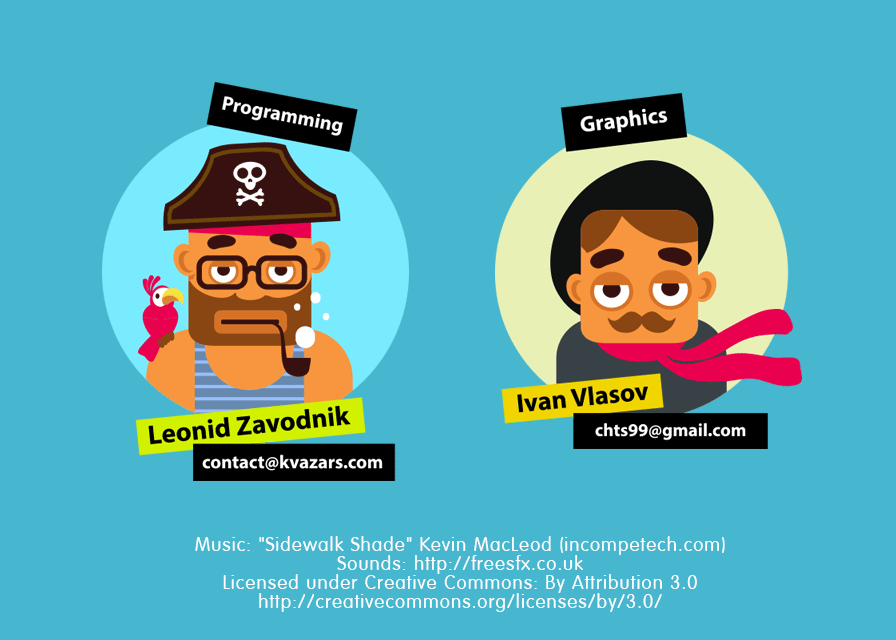 Programming
Graphics
Leonid Zavodnik
contact@kvazars.com
Ivan Vlasov
chts99@gmail.com
Music: "Sidewalk Shade" Kevin MacLeod (incompetech.com)
Sounds: http://freesfx.co.uk
Licensed under Creative Commons: By Attribution 3.0
http://creativecommons.org/licenses/by/3.0/